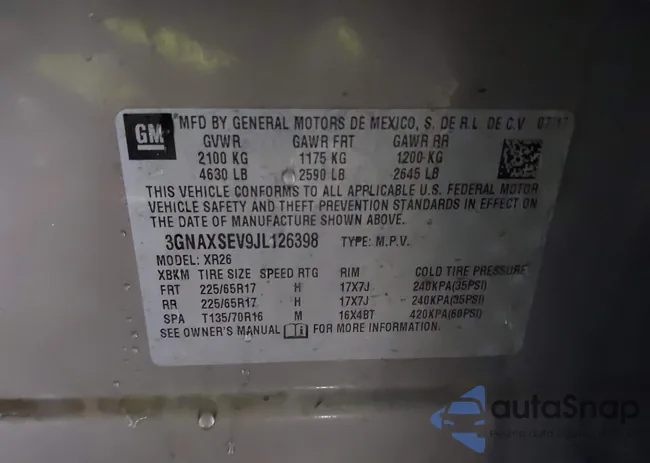 GM
MFD BY GENERAL MOTORS DE MEXICO, S. DE R.L. DE C.V. 07/17
GVWR GAWR FRT GAWR RR
2100 KG 1175 KG 1200 KG
4630 LB 2590 LB 2645 LB
THIS VEHICLE CONFORMS TO ALL APPLICABLE U.S. FEDERAL MOTOR
VEHICLE SAFETY AND THEFT PREVENTION STANDARDS IN EFFECT ON
THE DATE OF MANUFACTURE SHOWN ABOVE.
3GNAXSEV9JL126398 TYPE: M.P.V.
MODEL: XR26
XBKM TIRE SIZE SPEED RTG RIM COLD TIRE PRESSURE
FRT 225/65R17 H 17X7J 240KPA(35PSI)
RR 225/65R17 H 17X7J 240KPA(35PSI)
SPA T135/70R16 M 16X4BT 420KPA(60PSI)
SEE OWNER'S MANUAL FOR MORE INFORMATION.
autoSnap